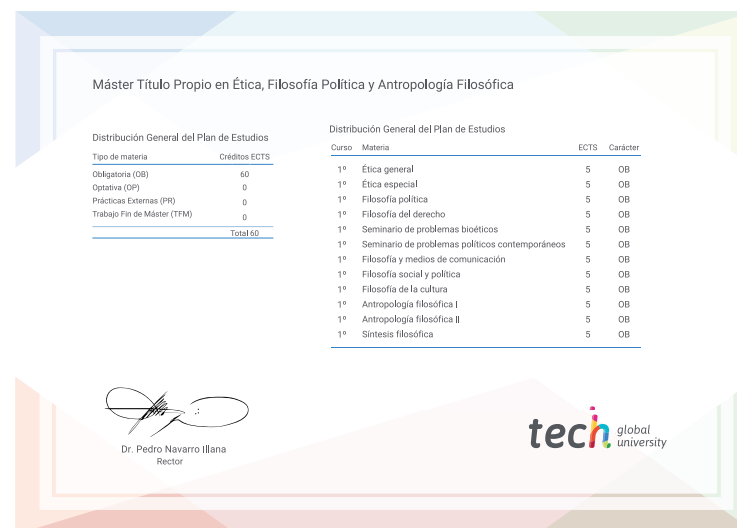 Máster Título Propio en Ética, Filosofía Política y Antropología Filosófica
Distribución General del Plan de Estudios
Tipo de materia Créditos ECTS
Obligatoria (OB) 60
Optativa (OP) 0
Prácticas Externas (PR) 0
Trabajo Fin de Máster (TFM) 0
Total 60
Distribución General del Plan de Estudios
Curso Materia ECTS Carácter
1º Ética general 5 OB
1º Ética especial 5 OB
1º Filosofía política 5 OB
1º Filosofía del derecho 5 OB
1º Seminario de problemas bioéticos 5 OB
1º Seminario de problemas políticos contemporáneos 5 OB
1º Filosofía y medios de comunicación 5 OB
1º Filosofía social y política 5 OB
1º Filosofía de la cultura 5 OB
1º Antropología filosófica I 5 OB
1º Antropología filosófica II 5 OB
1º Síntesis filosófica 5 OB
Dr. Pedro Navarro Illana
Rector
tech global
university